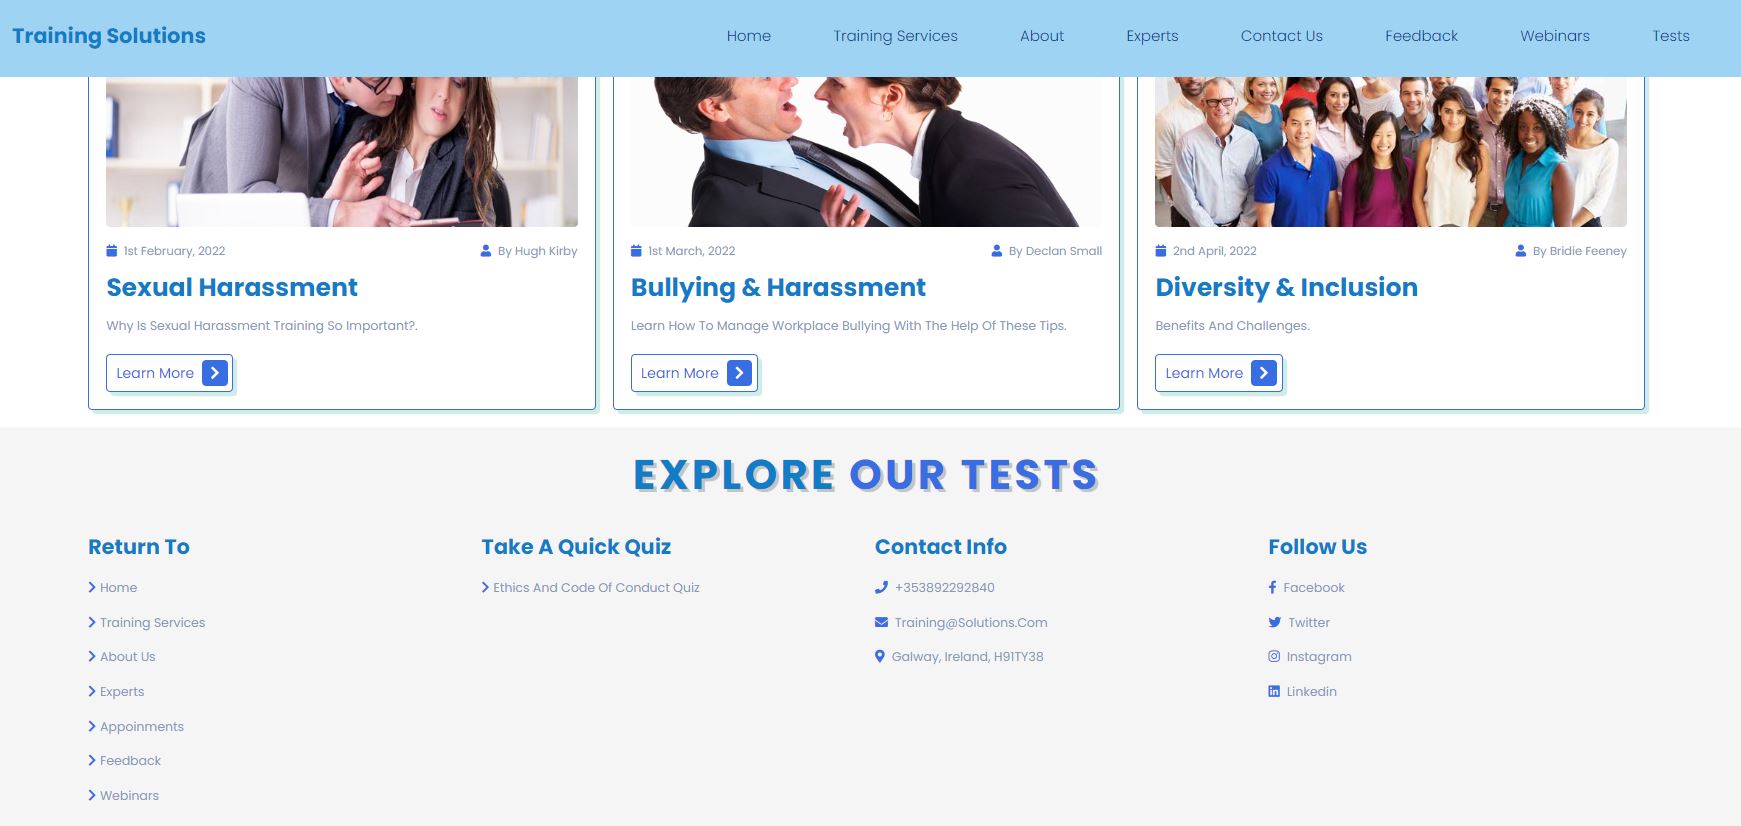 Training Solutions
Home Training Services About Experts Contact Us Feedback Webinars Tests
1st February, 2022 By Hugh Kirby
Sexual Harassment
Why Is Sexual Harassment Training So Important?.
Learn More
1st March, 2022 By Declan Small
Bullying & Harassment
Learn How To Manage Workplace Bullying With The Help Of These Tips.
Learn More
2nd April, 2022 By Bridie Feeney
Diversity & Inclusion
Benefits And Challenges.
Learn More
EXPLORE OUR TESTS
Return To
Home
Training Services
About Us
Experts
Appoinments
Feedback
Webinars
Take A Quick Quiz
Ethics And Code Of Conduct Quiz
Contact Info
+353892292840
Training@Solutions.Com
Galway, Ireland, H91TY38
Follow Us
Facebook
Twitter
Instagram
Linkedin